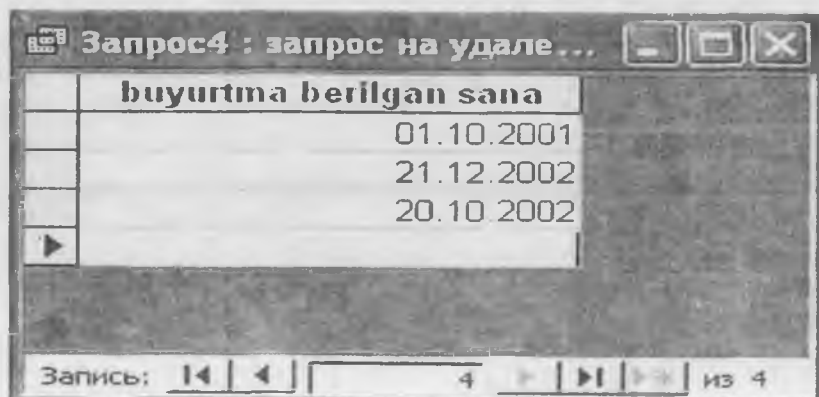 Запрос4 : запрос на удале...
buyurtma berilgan sana
01.10.2001
21.12.2002
20.10.2002
Запись: 4 из 4